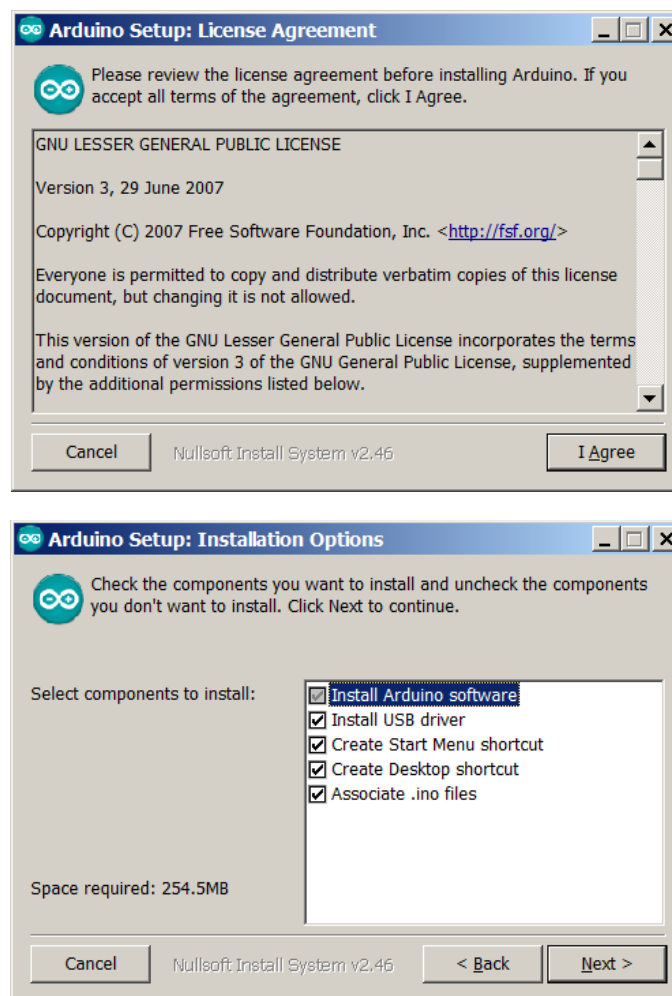 Arduino Setup: License Agreement
Please review the license agreement before installing Arduino. If you
accept all terms of the agreement, click I Agree.
GNU LESSER GENERAL PUBLIC LICENSE
Version 3, 29 June 2007
Copyright (C) 2007 Free Software Foundation, Inc. <http://fsf.org/>
Everyone is permitted to copy and distribute verbatim copies of this license
document, but changing it is not allowed.
This version of the GNU Lesser General Public License incorporates the terms
and conditions of version 3 of the GNU General Public License, supplemented
by the additional permissions listed below.
Cancel Nullsoft Install System v2.46 I Agree
Arduino Setup: Installation Options
Check the components you want to install and uncheck the components
you don't want to install. Click Next to continue.
Select components to install: Install Arduino software
Install USB driver
Create Start Menu shortcut
Create Desktop shortcut
Associate .ino files
Space required: 254.5MB
Cancel Nullsoft Install System v2.46 < Back Next >